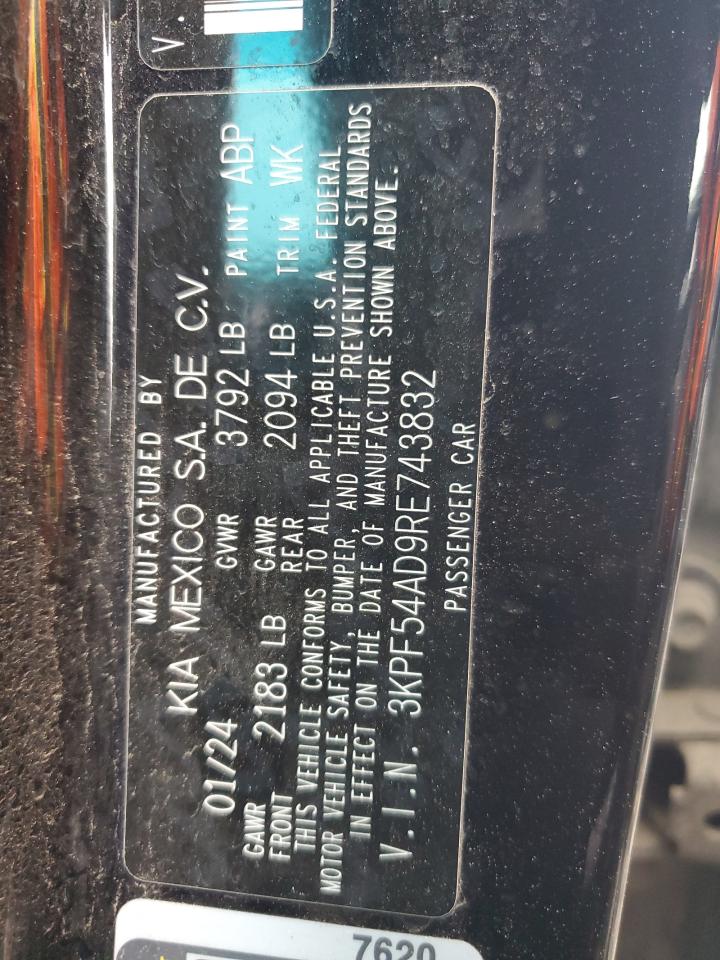 V.
MANUFACTURED BY
KIA MEXICO S.A. DE C.V.
01/24 GVWR 3792 LB PAINT ABP
GAWR FRONT 2183 LB GAWR REAR 2094 LB TRIM WK
THIS VEHICLE CONFORMS TO ALL APPLICABLE U.S.A. FEDERAL
MOTOR VEHICLE SAFETY, BUMPER, AND THEFT PREVENTION STANDARDS
IN EFFECT ON THE DATE OF MANUFACTURE SHOWN ABOVE.
V.I.N. 3KPF54AD9RE743832
PASSENGER CAR
7620